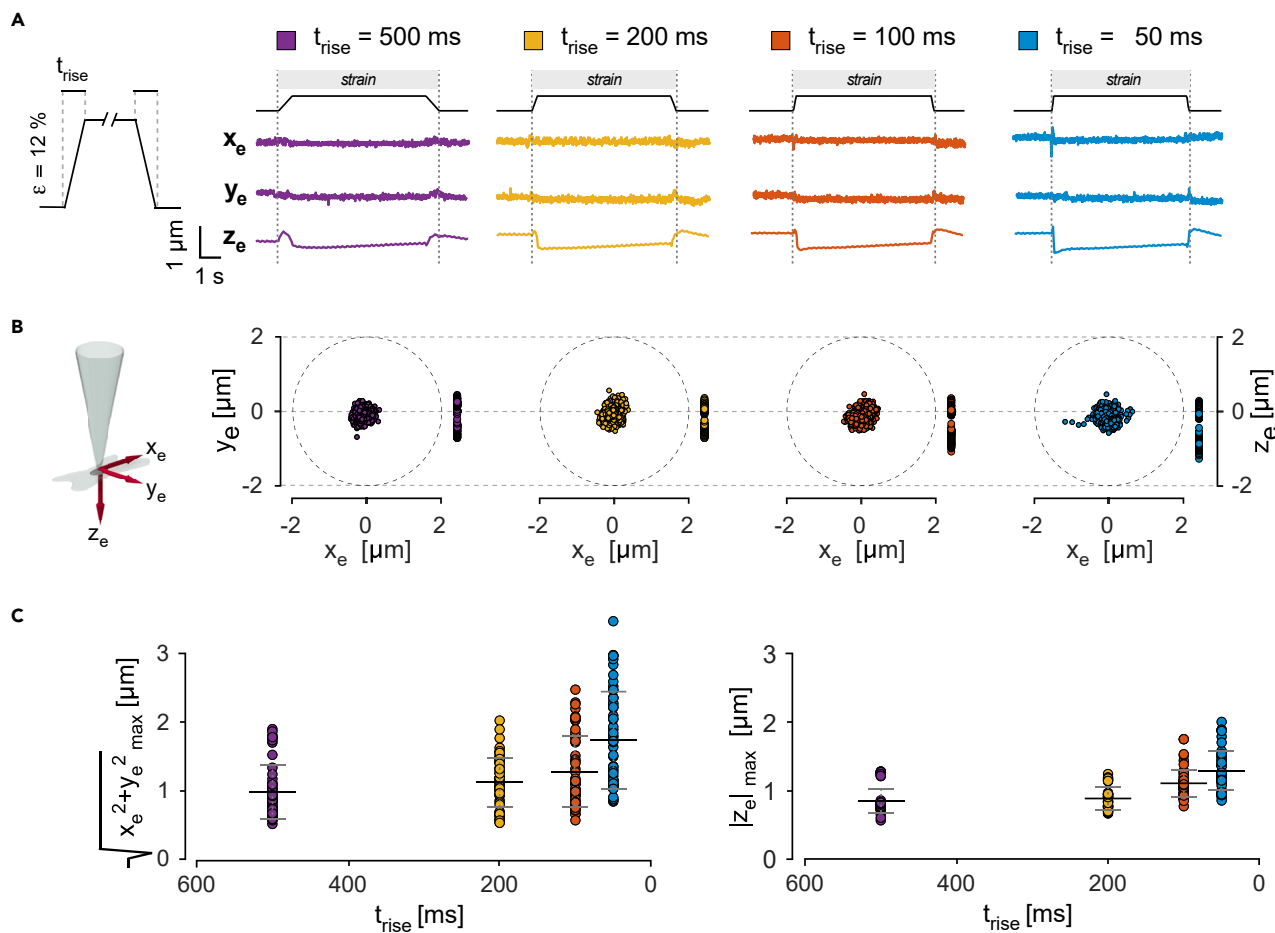 A
t_rise = 500 ms
t_rise = 200 ms
t_rise = 100 ms
t_rise = 50 ms
t_rise
ε = 12 %
strain
strain
strain
strain
x_e
y_e
z_e
1 µm
1 s
B
x_e
y_e
z_e
y_e [µm]
2
0
-2
-2 0 2
x_e [µm]
-2 0 2
x_e [µm]
-2 0 2
x_e [µm]
-2 0 2
x_e [µm]
2
0
-2
z_e [µm]
C
√x_e²+y_e² max [µm]
3
2
1
0
600 400 200 0
t_rise [ms]
|z_e| max [µm]
3
2
1
0
600 400 200 0
t_rise [ms]